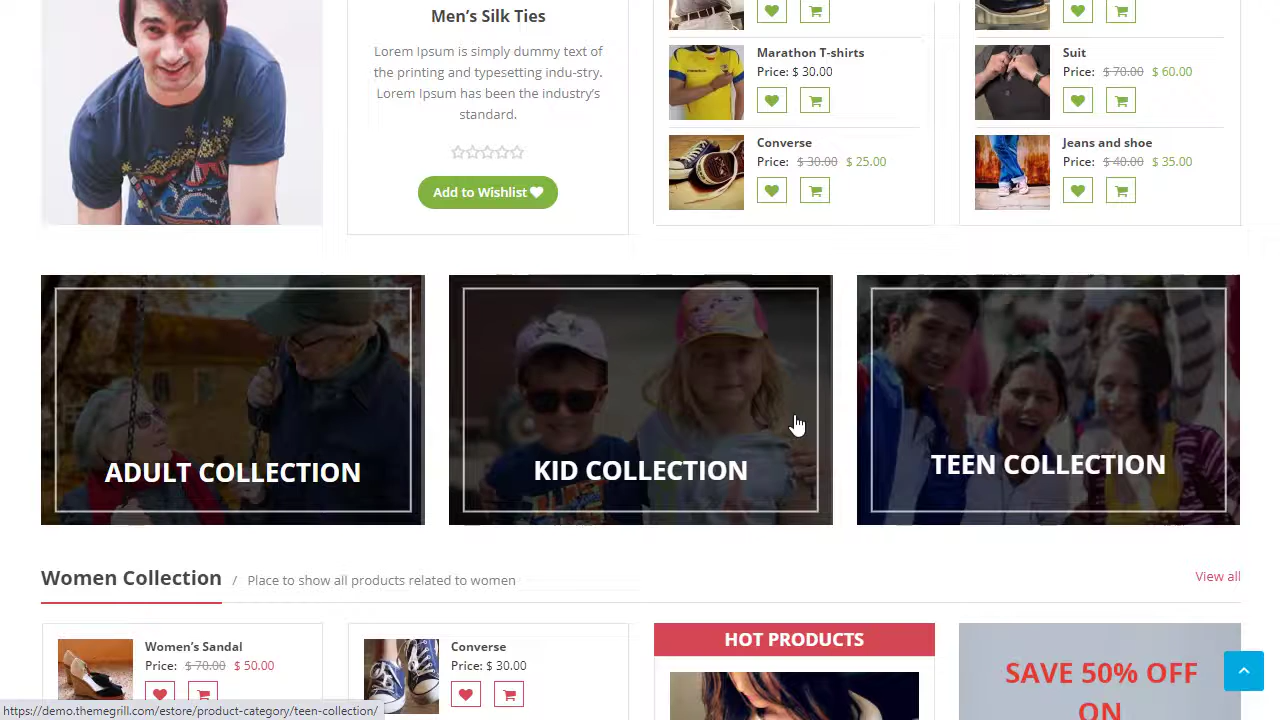 Men's Silk Ties
Lorem Ipsum is simply dummy text of
the printing and typesetting indu-stry.
Lorem Ipsum has been the industry's
standard.
Add to Wishlist
Marathon T-shirts
Price: $ 30.00
Converse
Price: $ 30.00 $ 25.00
Suit
Price: $ 70.00 $ 60.00
Jeans and shoe
Price: $ 40.00 $ 35.00
ADULT COLLECTION
KID COLLECTION
TEEN COLLECTION
Women Collection / Place to show all products related to women
View all
Women's Sandal
Price: $ 70.00 $ 50.00
Converse
Price: $ 30.00
HOT PRODUCTS
SAVE 50% OFF
ON
https://demo.themegrill.com/estore/product-category/teen-collection/